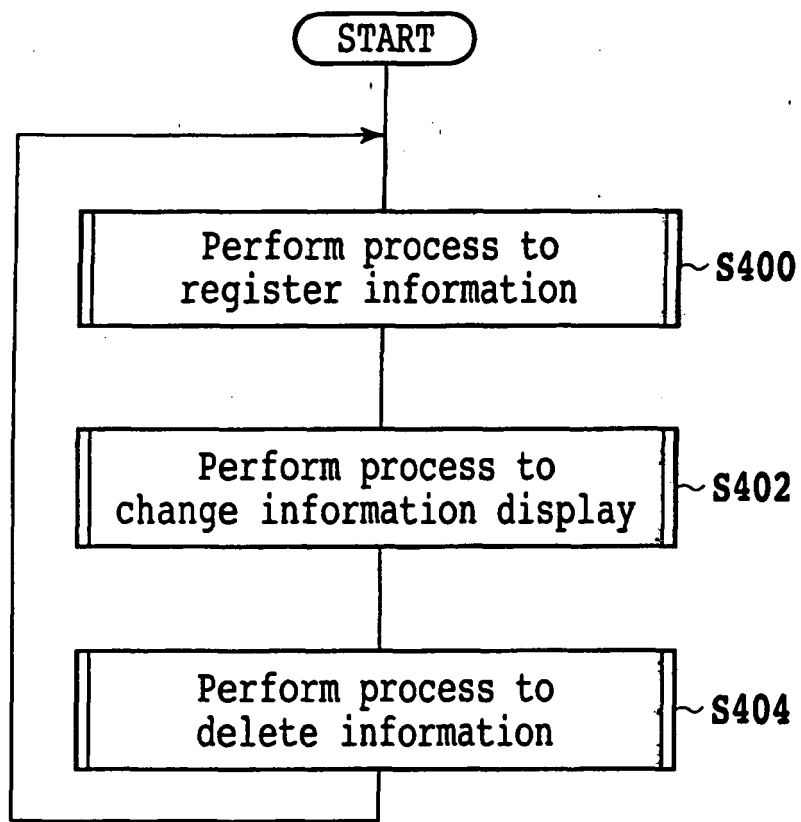 START
Perform process to
register information
S400
Perform process to
change information display
S402
Perform process to
delete information
S404